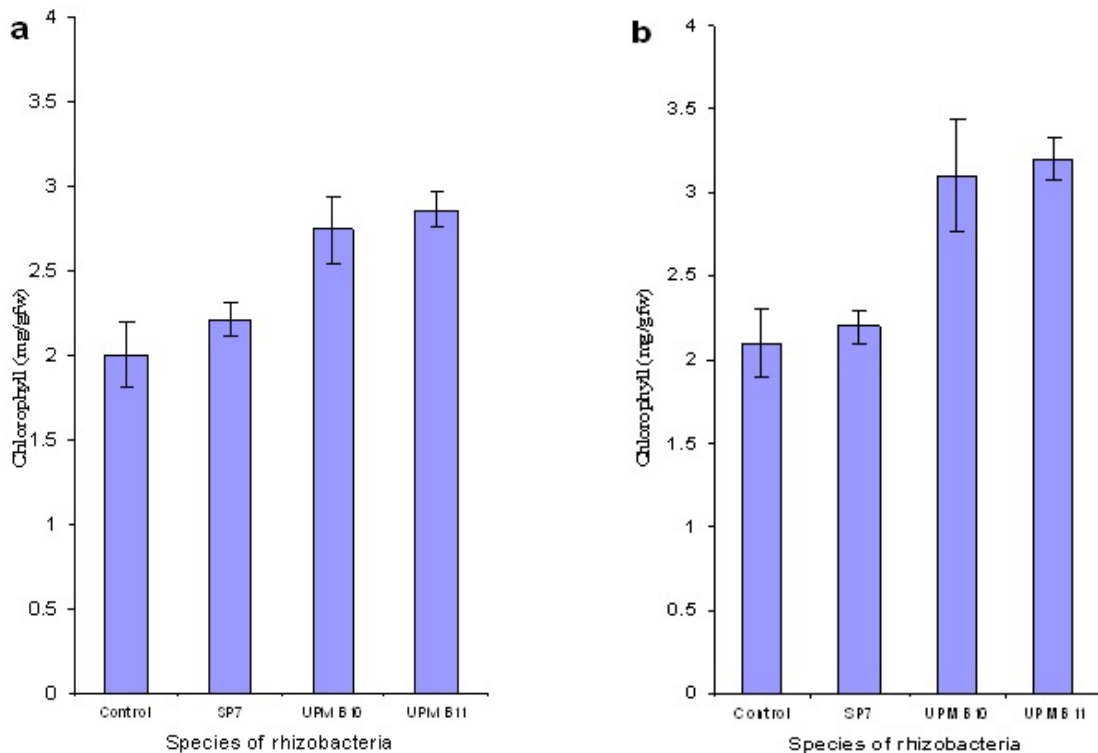 a
4
3.5
3
2.5
2
1.5
1
0.5
0
Chlorophyll (mg/gfw)
Control SP7 UPM B10 UPM B11
Species of rhizobacteria
b
4
3.5
3
2.5
2
1.5
1
0.5
0
Chlorophyll (mg/gfw)
Control SP7 UPM B10 UPM B11
Species of rhizobacteria